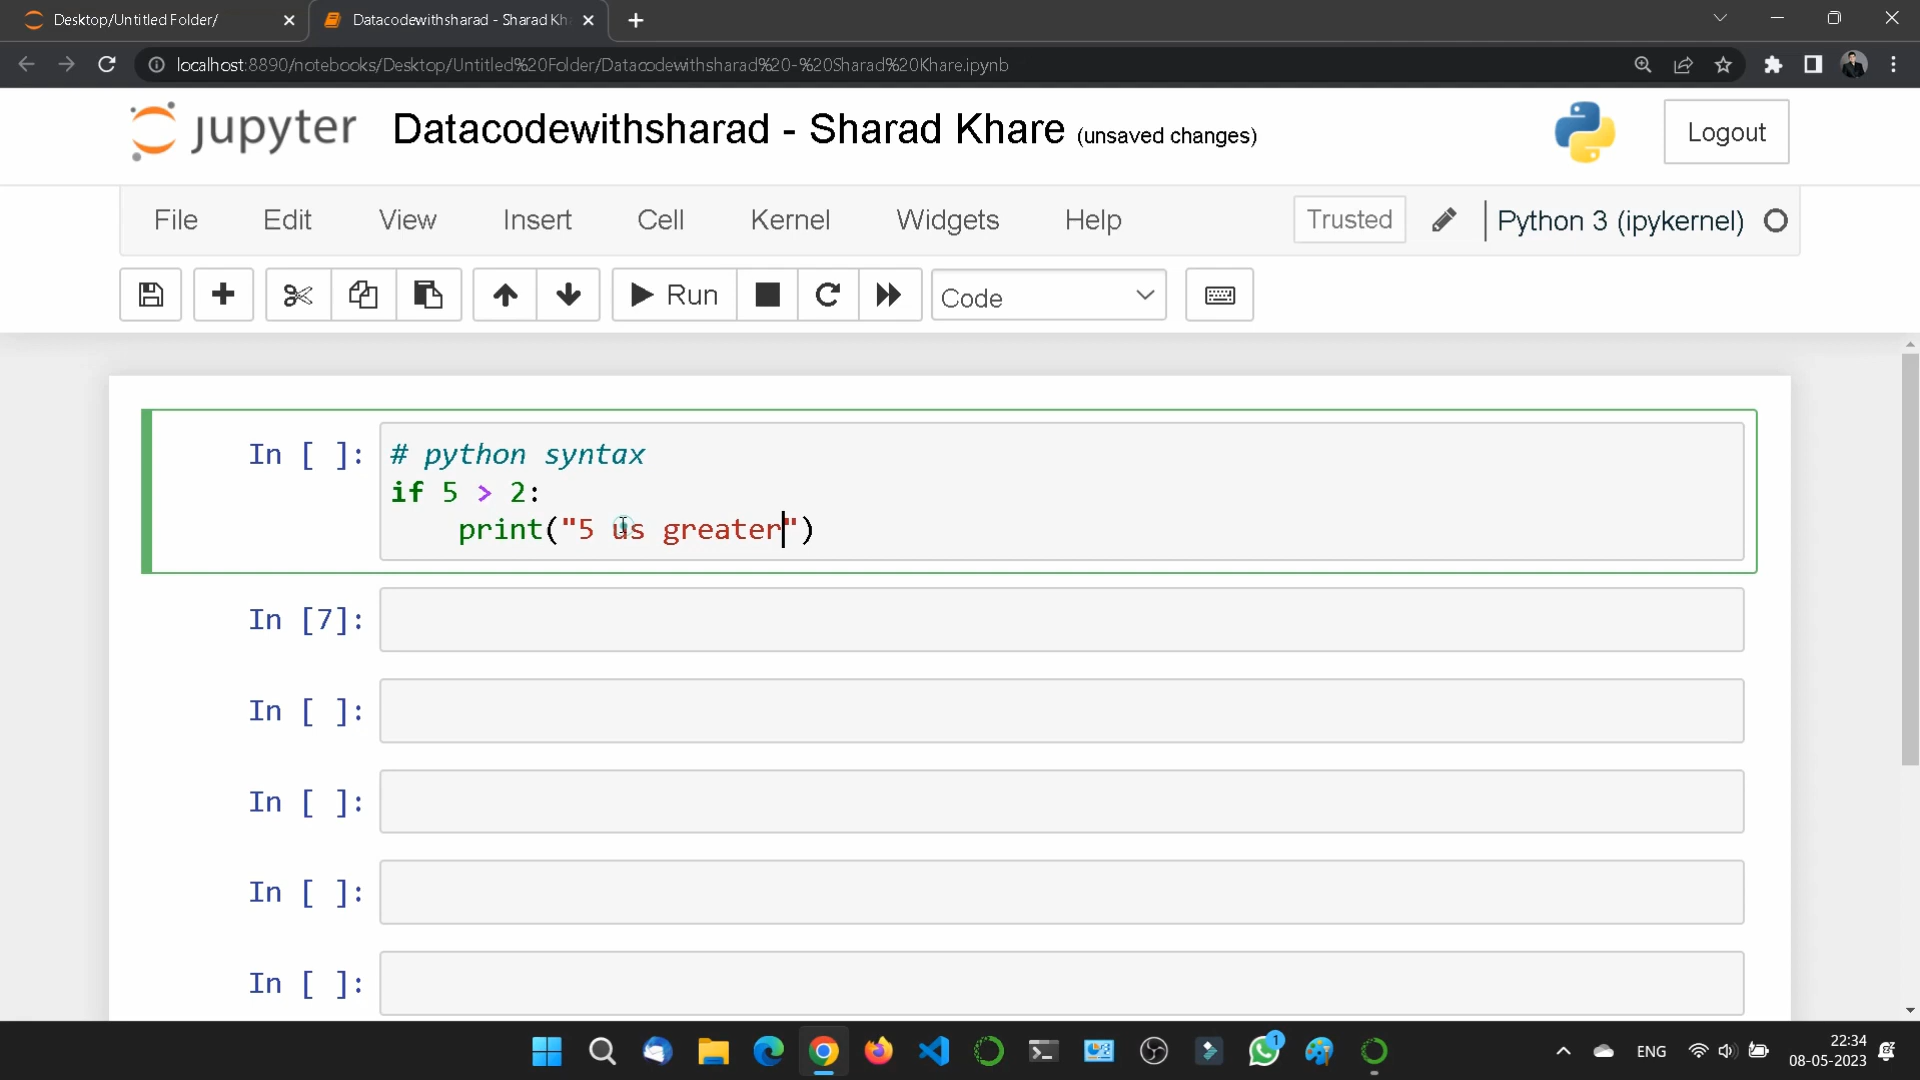 Desktop/Untitled Folder/
Datacodewithsharad - Sharad Kh
localhost:8890/notebooks/Desktop/Untitled%20Folder/Datacodewithsharad%20-%20Sharad%20Khare.ipynb
jupyter Datacodewithsharad - Sharad Khare (unsaved changes) Logout
File Edit View Insert Cell Kernel Widgets Help Trusted Python 3 (ipykernel)
Run Code
In [ ]: # python syntax
if 5 > 2:
print("5 us greater")
In [7]:
In [ ]:
In [ ]:
In [ ]:
In [ ]:
1
ENG
22:34
08-05-2023